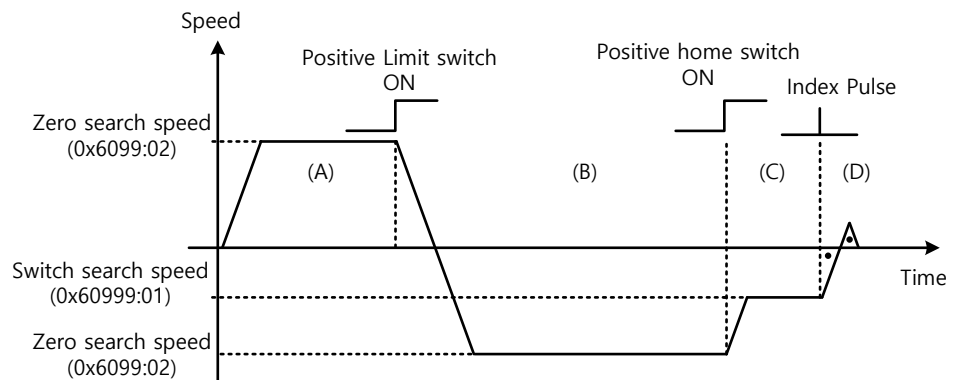 Speed
Positive Limit switch
ON
Positive home switch
ON
Index Pulse
Zero search speed
(0x6099:02)
(A)
(B)
(C)
(D)
Switch search speed
(0x60999:01)
Time
Zero search speed
(0x6099:02)